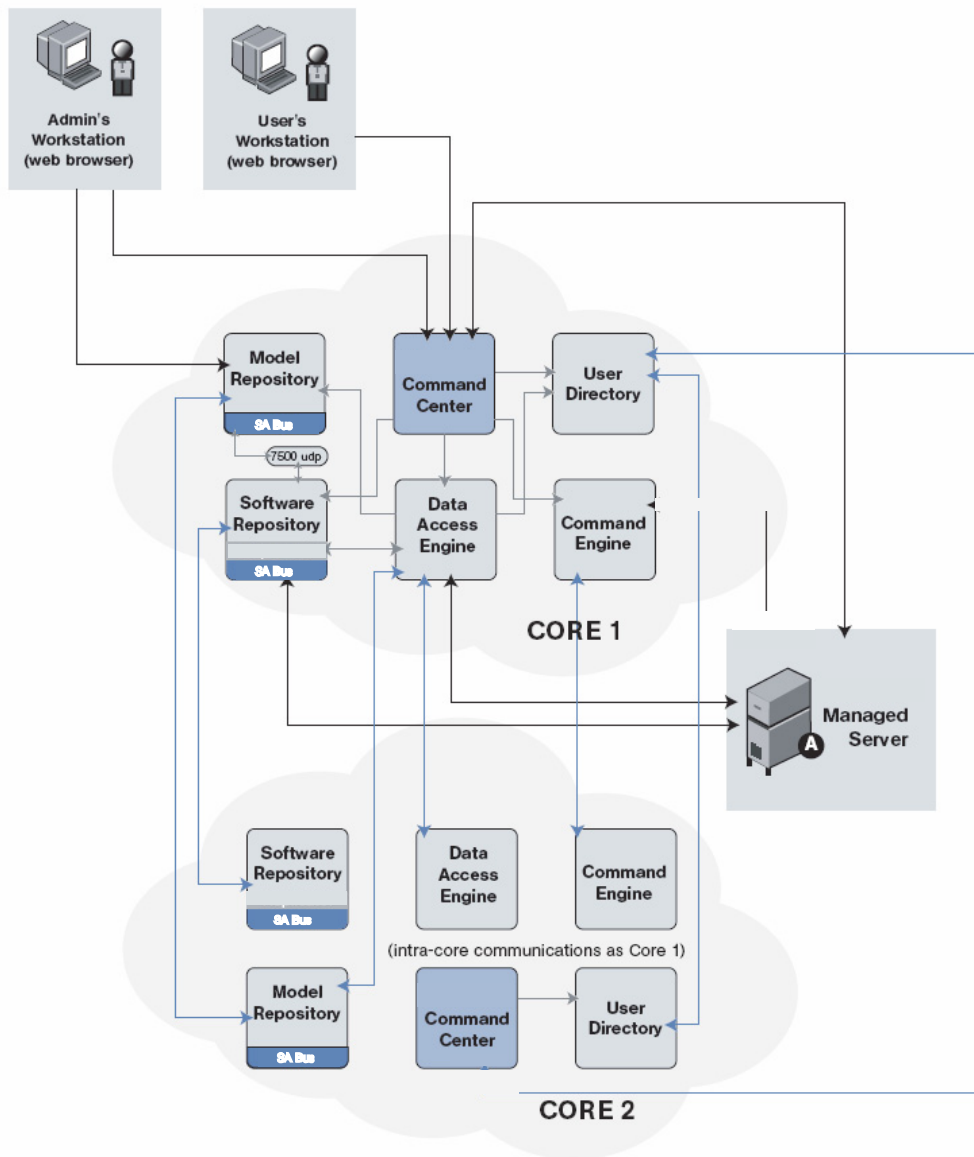 Admin's
Workstation
(web browser)
User's
Workstation
(web browser)
Model
Repository
SA Bus
Command
Center
User
Directory
7500 udp
Software
Repository
SA Bus
Data
Access
Engine
Command
Engine
CORE 1
Managed
Server
A
Software
Repository
SA Bus
Data
Access
Engine
Command
Engine
(intra-core communications as Core 1)
Model
Repository
SA Bus
Command
Center
User
Directory
CORE 2